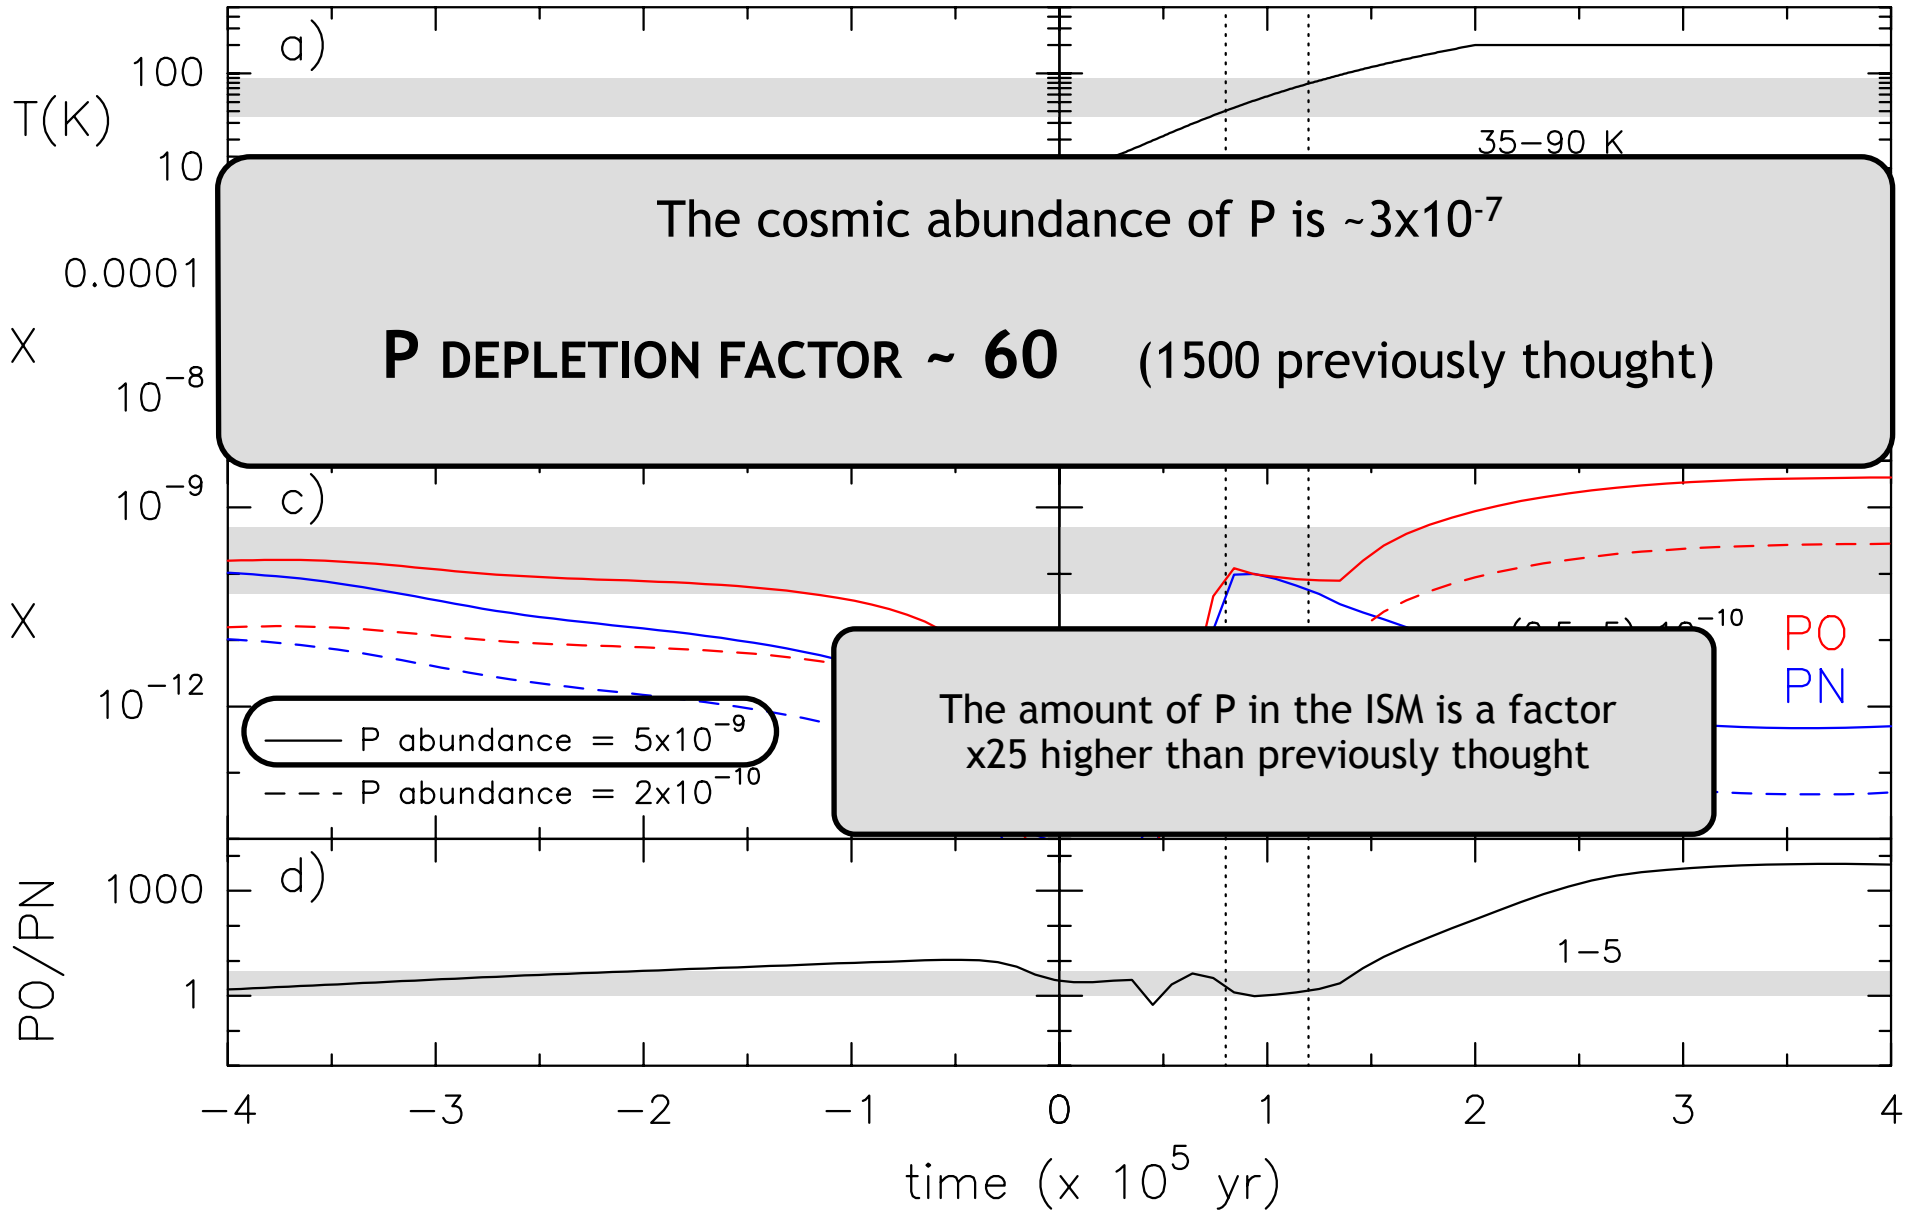 a)
100
T(K)
35−90 K
10
The cosmic abundance of P is ~3x10⁻⁷
0.0001
P DEPLETION FACTOR ~ 60 (1500 previously thought)
X
10⁻⁸
c)
10⁻⁹
X
10⁻¹⁰
PO
PN
10⁻¹²
The amount of P in the ISM is a factor
x25 higher than previously thought
P abundance = 5x10⁻⁹
P abundance = 2x10⁻¹⁰
d)
1000
PO/PN
1−5
1
−4 −3 −2 −1 0 1 2 3 4
time (x 10⁵ yr)